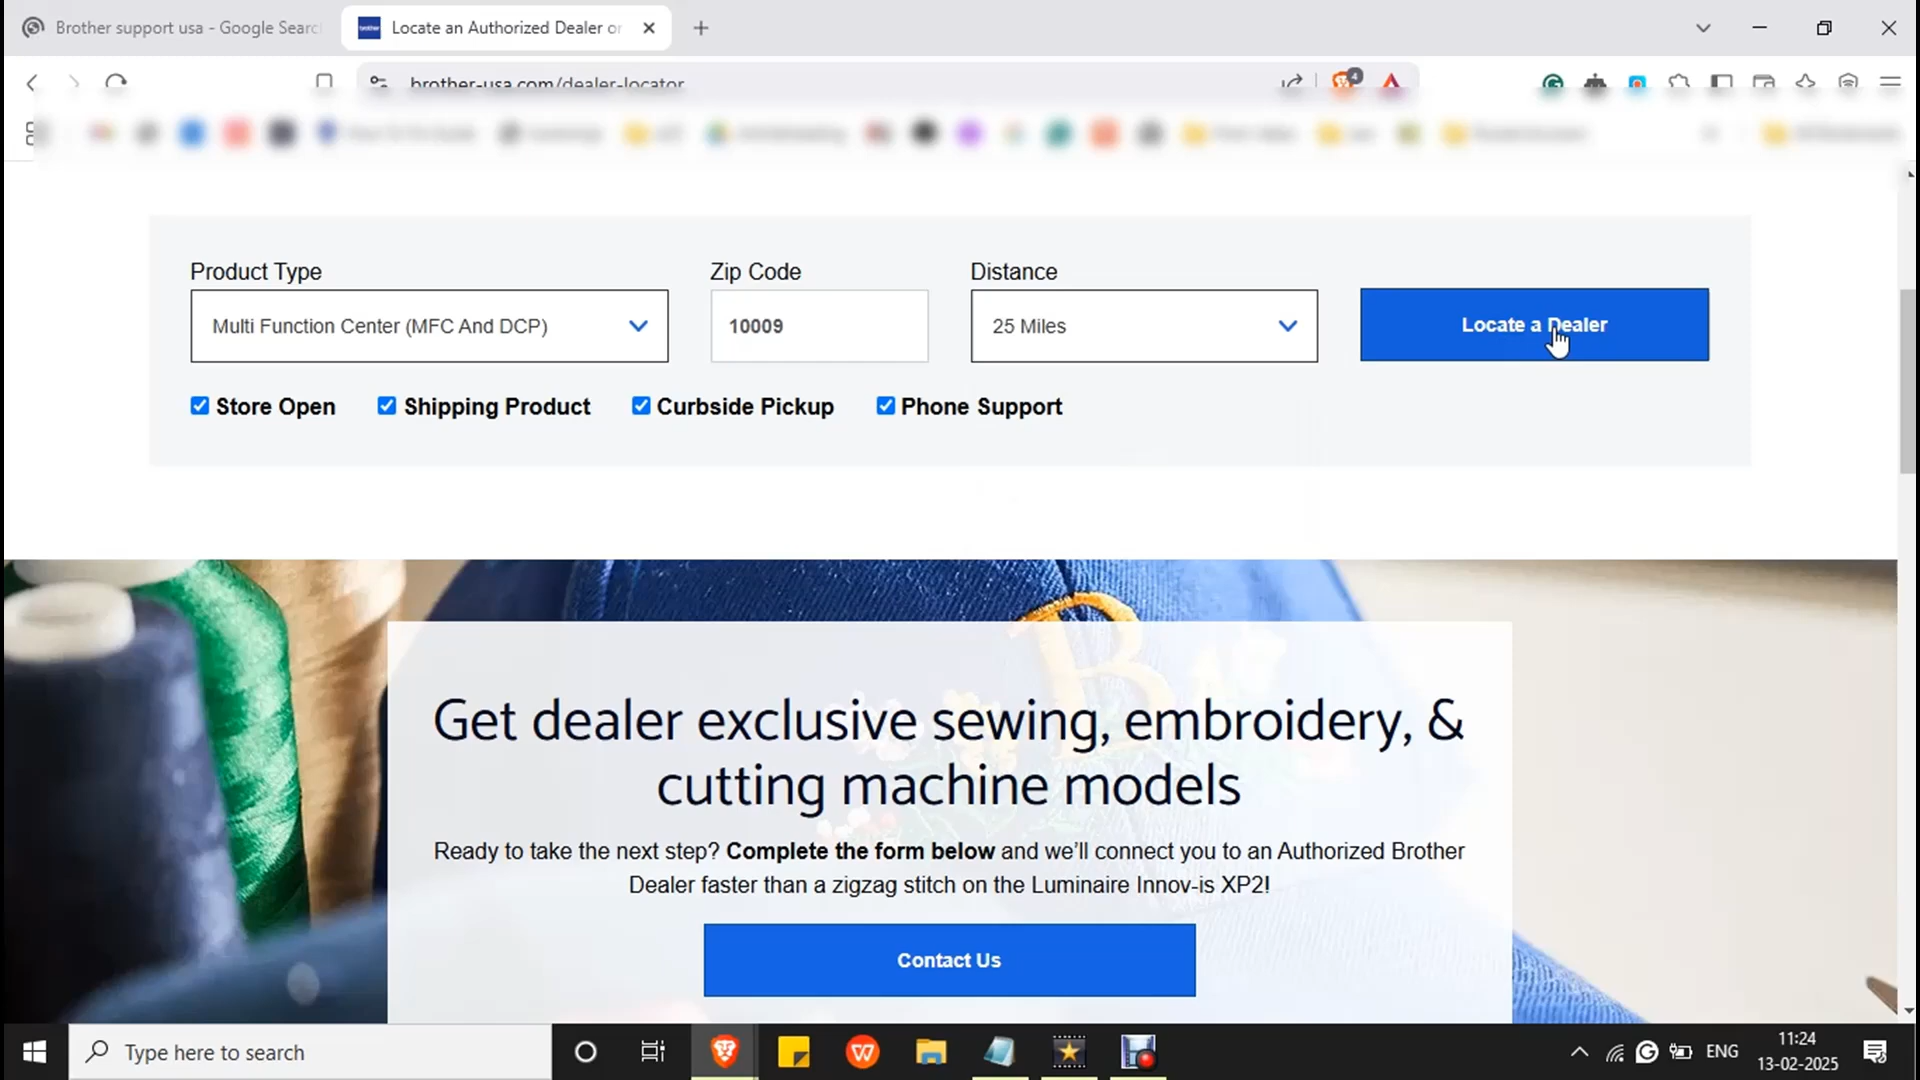 Brother support usa - Google Searc
Locate an Authorized Dealer or
brother-usa.com/dealer-locator
4
Product Type
Zip Code
Distance
Multi Function Center (MFC And DCP)
10009
25 Miles
Locate a Dealer
Store Open
Shipping Product
Curbside Pickup
Phone Support
Get dealer exclusive sewing, embroidery, &
cutting machine models
Ready to take the next step? Complete the form below and we'll connect you to an Authorized Brother
Dealer faster than a zigzag stitch on the Luminaire Innov-is XP2!
Contact Us
Type here to search
ENG
11:24
13-02-2025